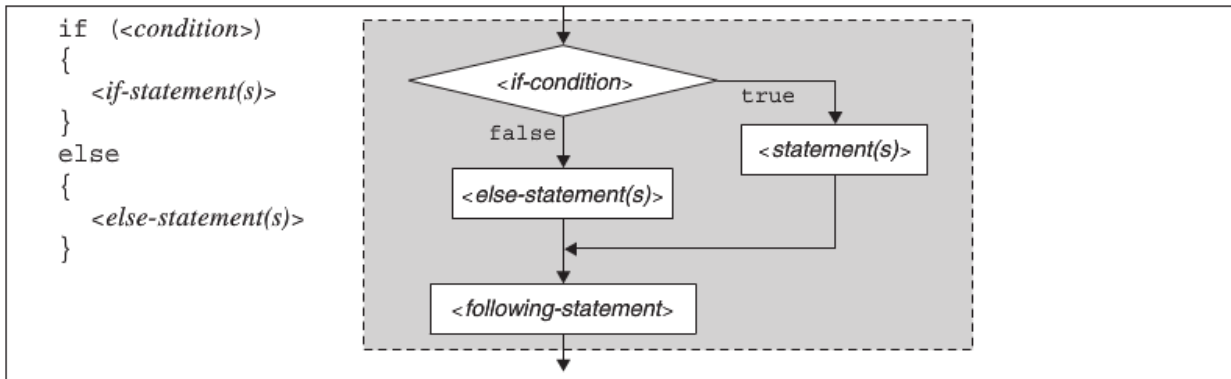 if (<condition>)
{
<if-statement(s)>
}
else
{
<else-statement(s)>
}
<if-condition>
true
false
<statement(s)>
<else-statement(s)>
<following-statement>